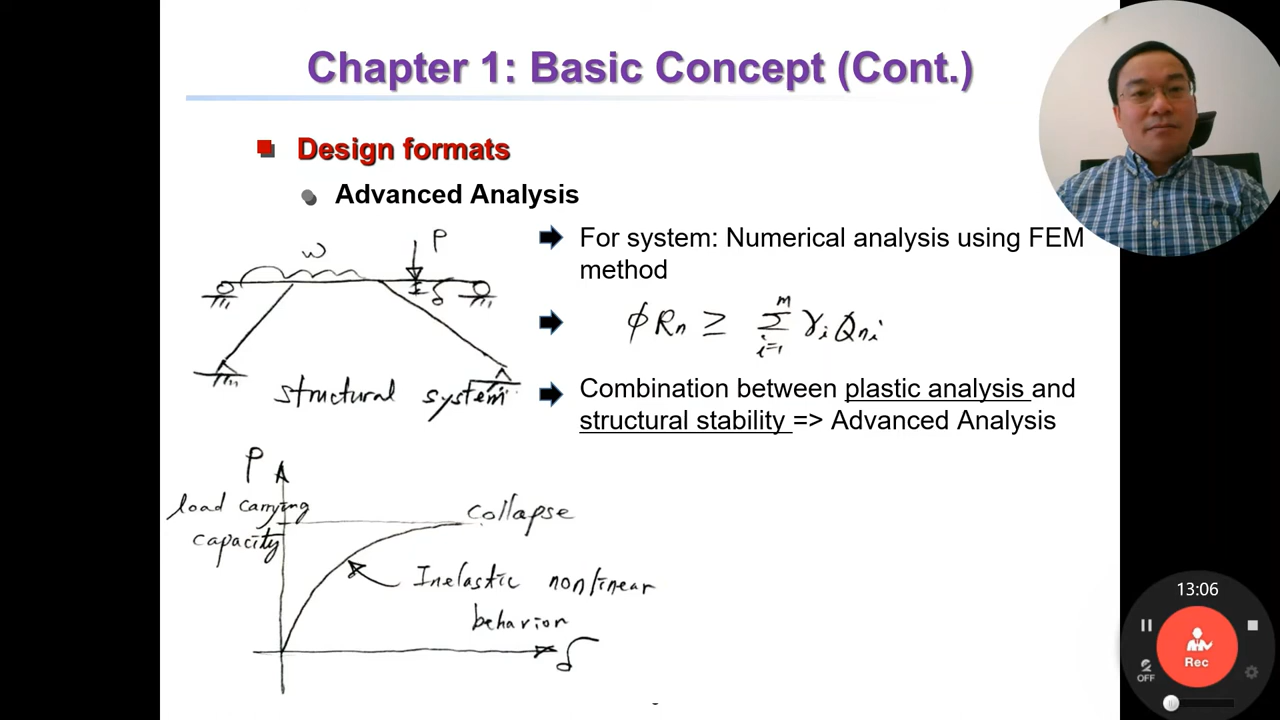 Chapter 1: Basic Concept (Cont.)
Design formats
Advanced Analysis
For system: Numerical analysis using FEM
method
w
P
δ
ϕ Rn ≥ Σ i=1 m γi Qni
structural system
Combination between plastic analysis and
structural stability => Advanced Analysis
P
load carrying
capacity
collapse
Inelastic nonlinear
behavior
δ
13:06
Rec
OFF